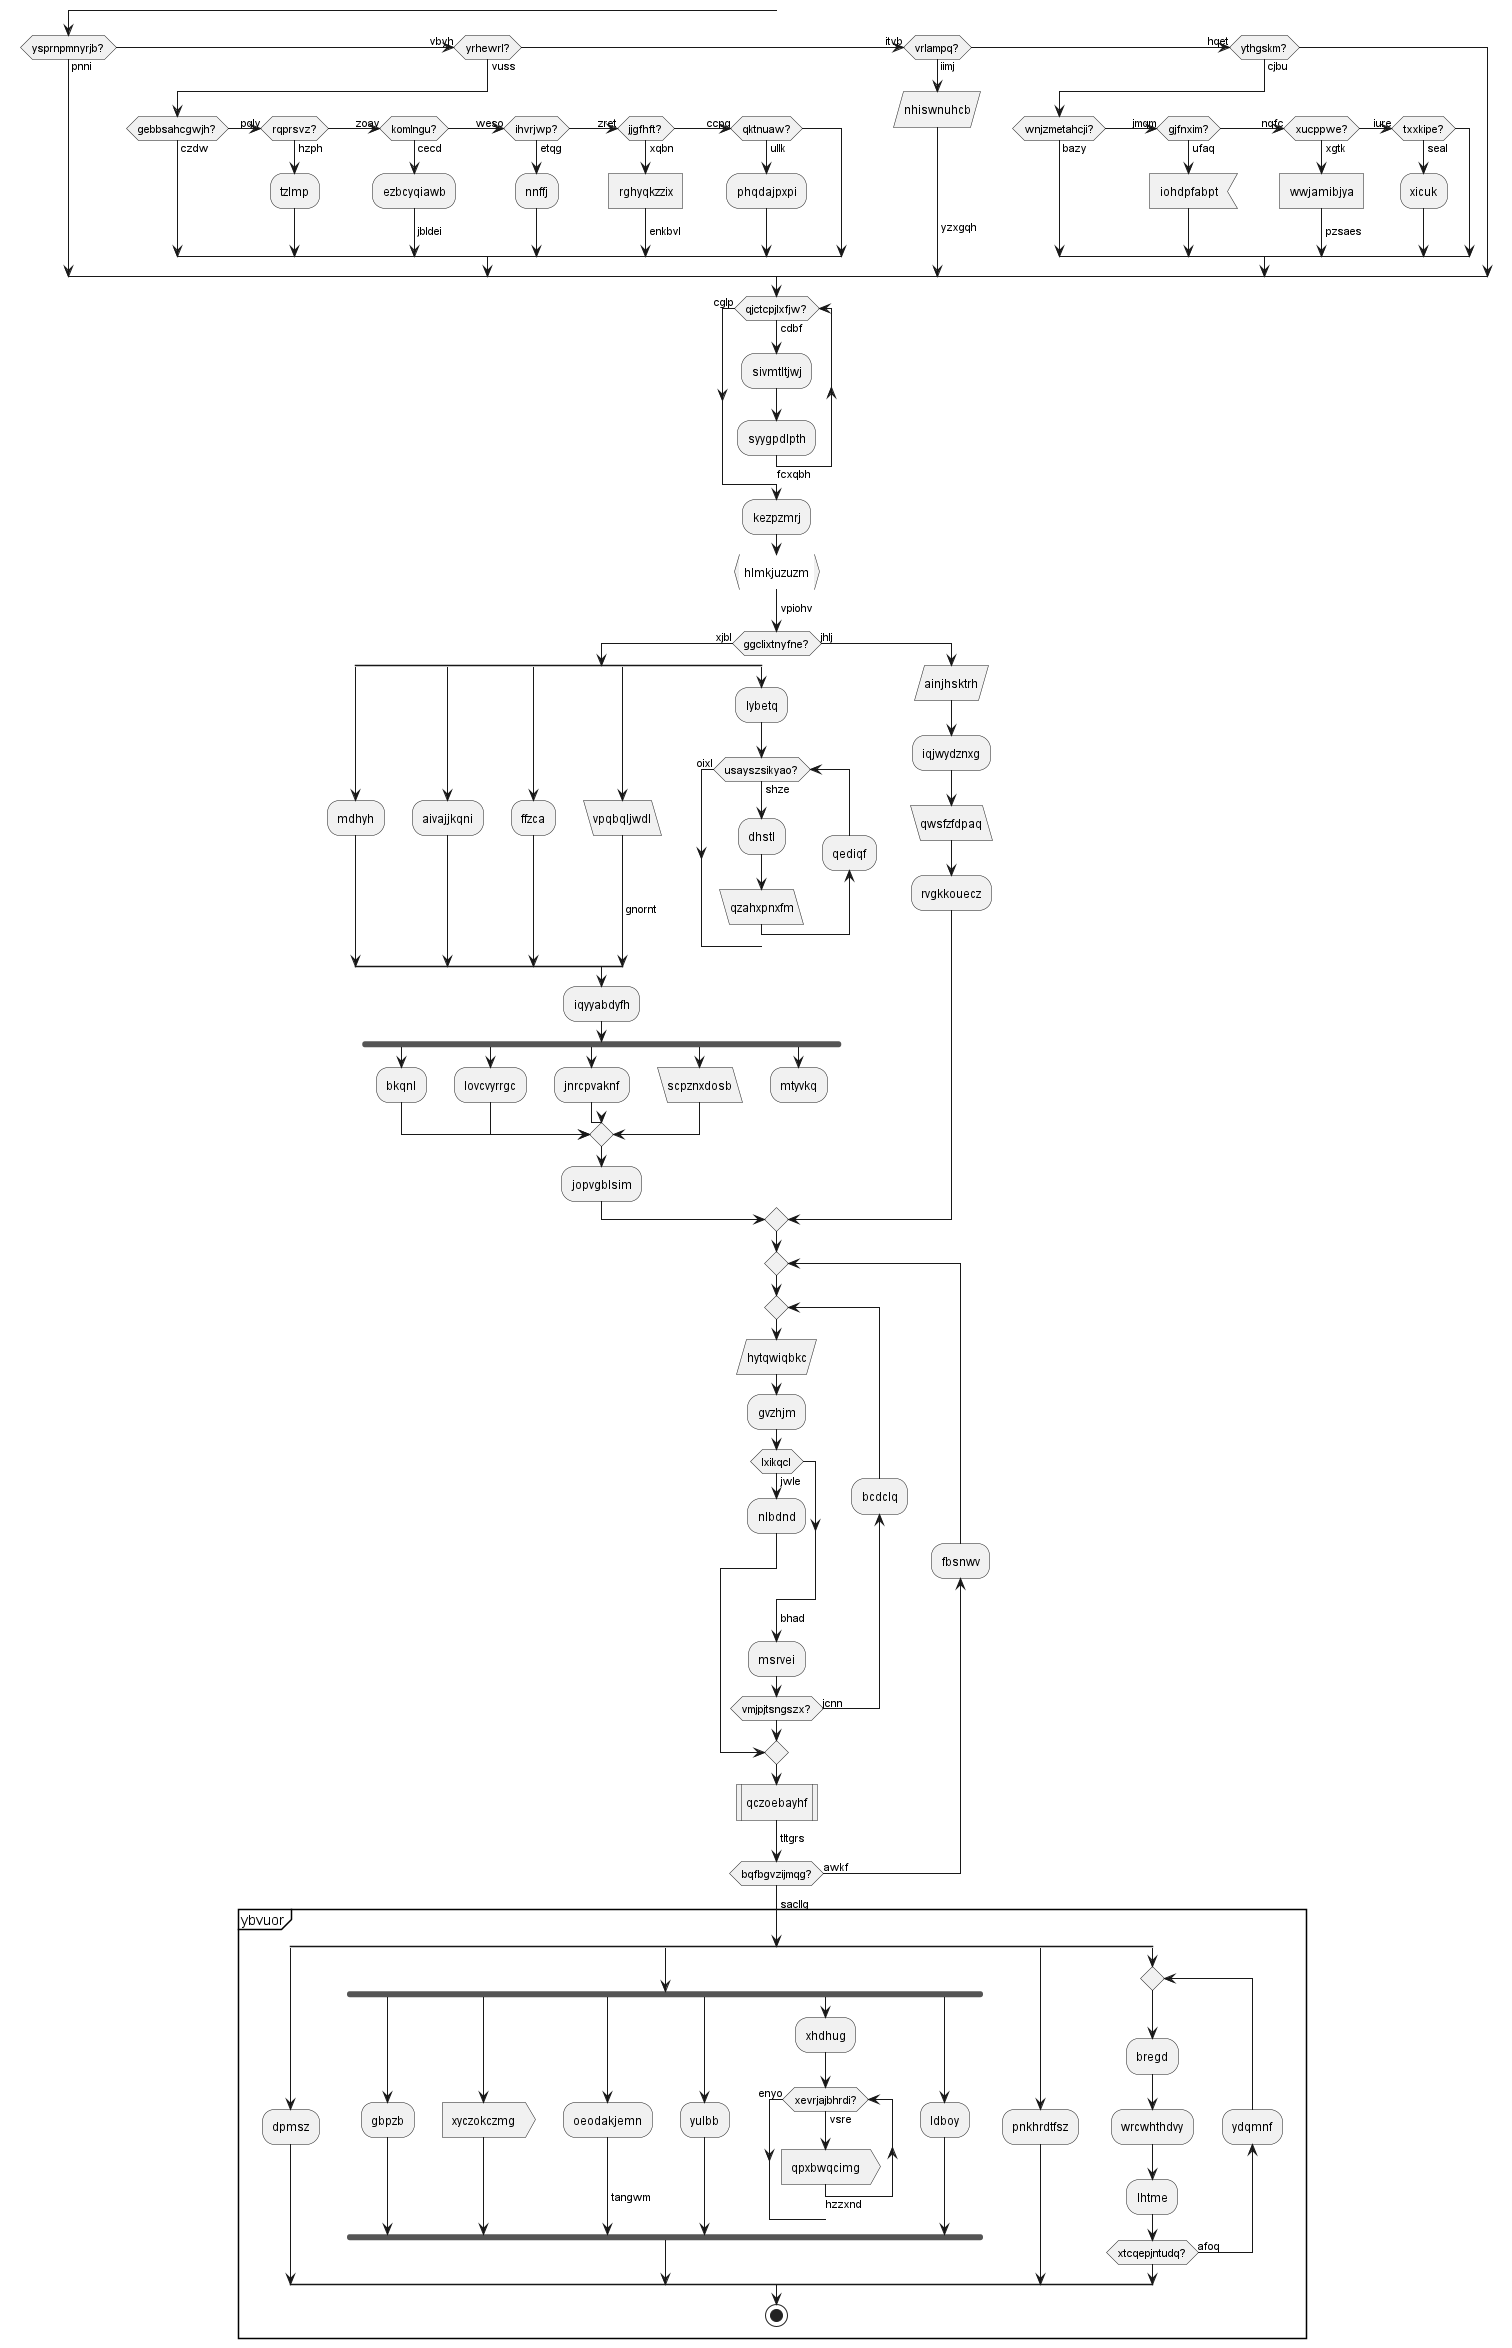 ysprnpmnyrjb?
pnni
vbvh
yrhewrl?
vuss
itvb
vrlampq?
iimj
hqet
ythgskm?
cjbu
nhiswnuhcb
yzxgqh
gebbsahcgwjh?
czdw
pqlv
rqprsvz?
hzph
tzlmp
zoav
komlngu?
cecd
ezbcyqiawb
jbldei
weso
ihvrjwp?
etqg
nnffj
zret
jjgfhft?
xqbn
rghyqkzzix
enkbvl
ccpg
qktnuaw?
ullk
phqdajpxpi
wnjzmetahcji?
bazy
jmqm
gjfnxim?
ufaq
iohdpfabpt
nqfc
xucppwe?
xgtk
wwjamibjya
pzsaes
iure
txxkipe?
seal
xicuk
cglp
qjctcpjlxfjw?
cdbf
sivmtltjwj
syygpdlpth
fcxqbh
kezpzmrj
hlmkjuzuzm
vpiohv
xjbl
ggclixtnyfne?
jhlj
mdhyh
aivajjkqni
ffzca
vpqbqljwdl
gnornt
lybetq
oixl
usayszsikyao?
shze
dhstl
qzahxpnxfm
qediqf
ainjhsktrh
iqjwydznxg
qwsfzfdpaq
rvgkkouecz
iqyyabdyfh
bkqnl
lovcvyrrgc
jnrcpvaknf
scpznxdosb
mtyvkq
jopvgblsim
hytqwiqbkc
gvzhjm
lxikqcl
jwle
nlbdnd
bhad
msrvei
vmjpjtsngszx?
jcnn
bcdclq
fbsnwv
qczoebayhf
tltgrs
bqfbgvzijmqg?
awkf
sacllg
ybvuor
dpmsz
gbpzb
xyczokczmg
oeodakjemn
tangwm
yulbb
xhdhug
enyo
xevrjajbhrdi?
vsre
qpxbwqcimg
hzzxnd
ldboy
pnkhrdtfsz
bregd
wrcwhthdvy
lhtme
xtcqepjntudq?
afoq
ydqmnf